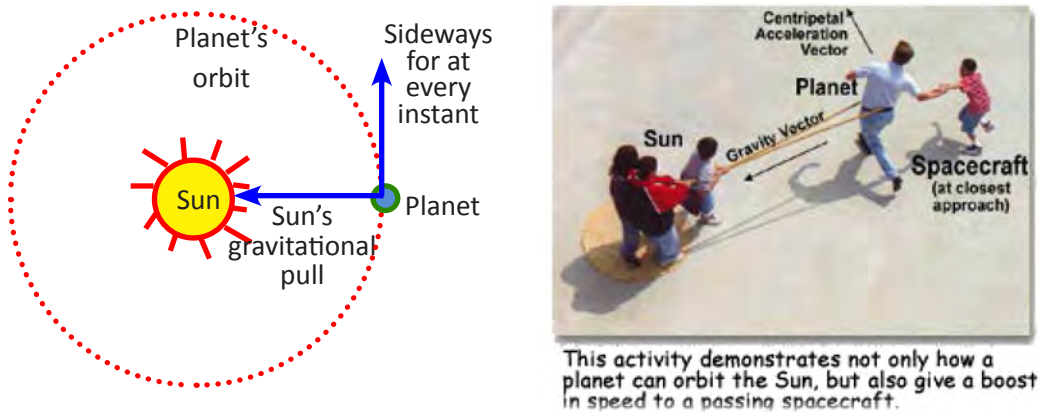 Planet's
orbit
Sideways
for at
every
instant
Sun
Planet
Sun's
gravitational
pull
Centripetal
Acceleration
Vector
Planet
Sun
Gravity Vector
Spacecraft
(at closest
approach)
This activity demonstrates not only how a
planet can orbit the Sun, but also give a boost
in speed to a passing spacecraft.